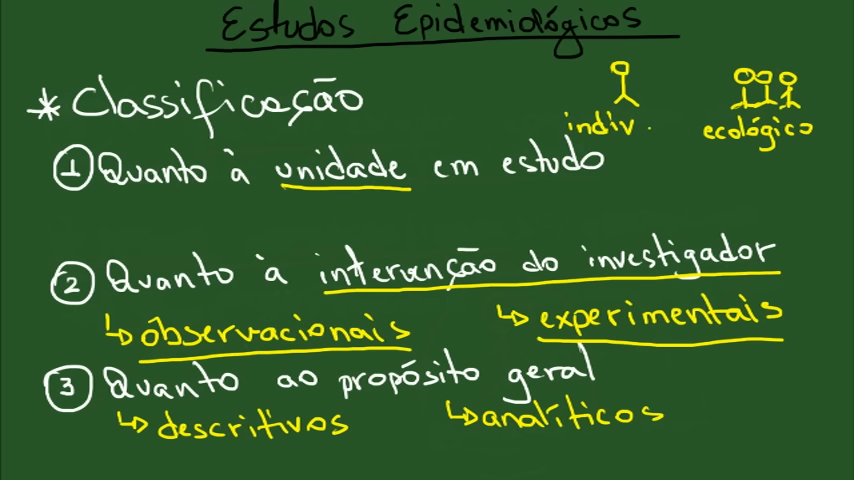 Estudos Epidemiológicos
* Classificação
indiv. ecológico
1 Quanto à unidade em estudo
2 Quanto à intervenção do investigador
↳ observacionais ↳ experimentais
3 Quanto ao propósito geral
↳ descritivos ↳ analíticos